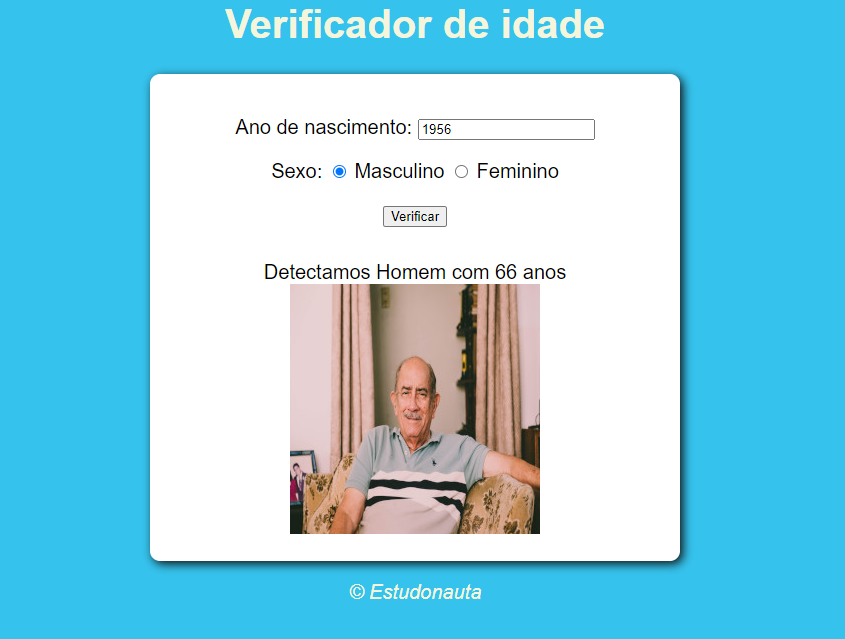 Verificador de idade
Ano de nascimento: 1956
Sexo: Masculino Feminino
Verificar
Detectamos Homem com 66 anos
© Estudonauta